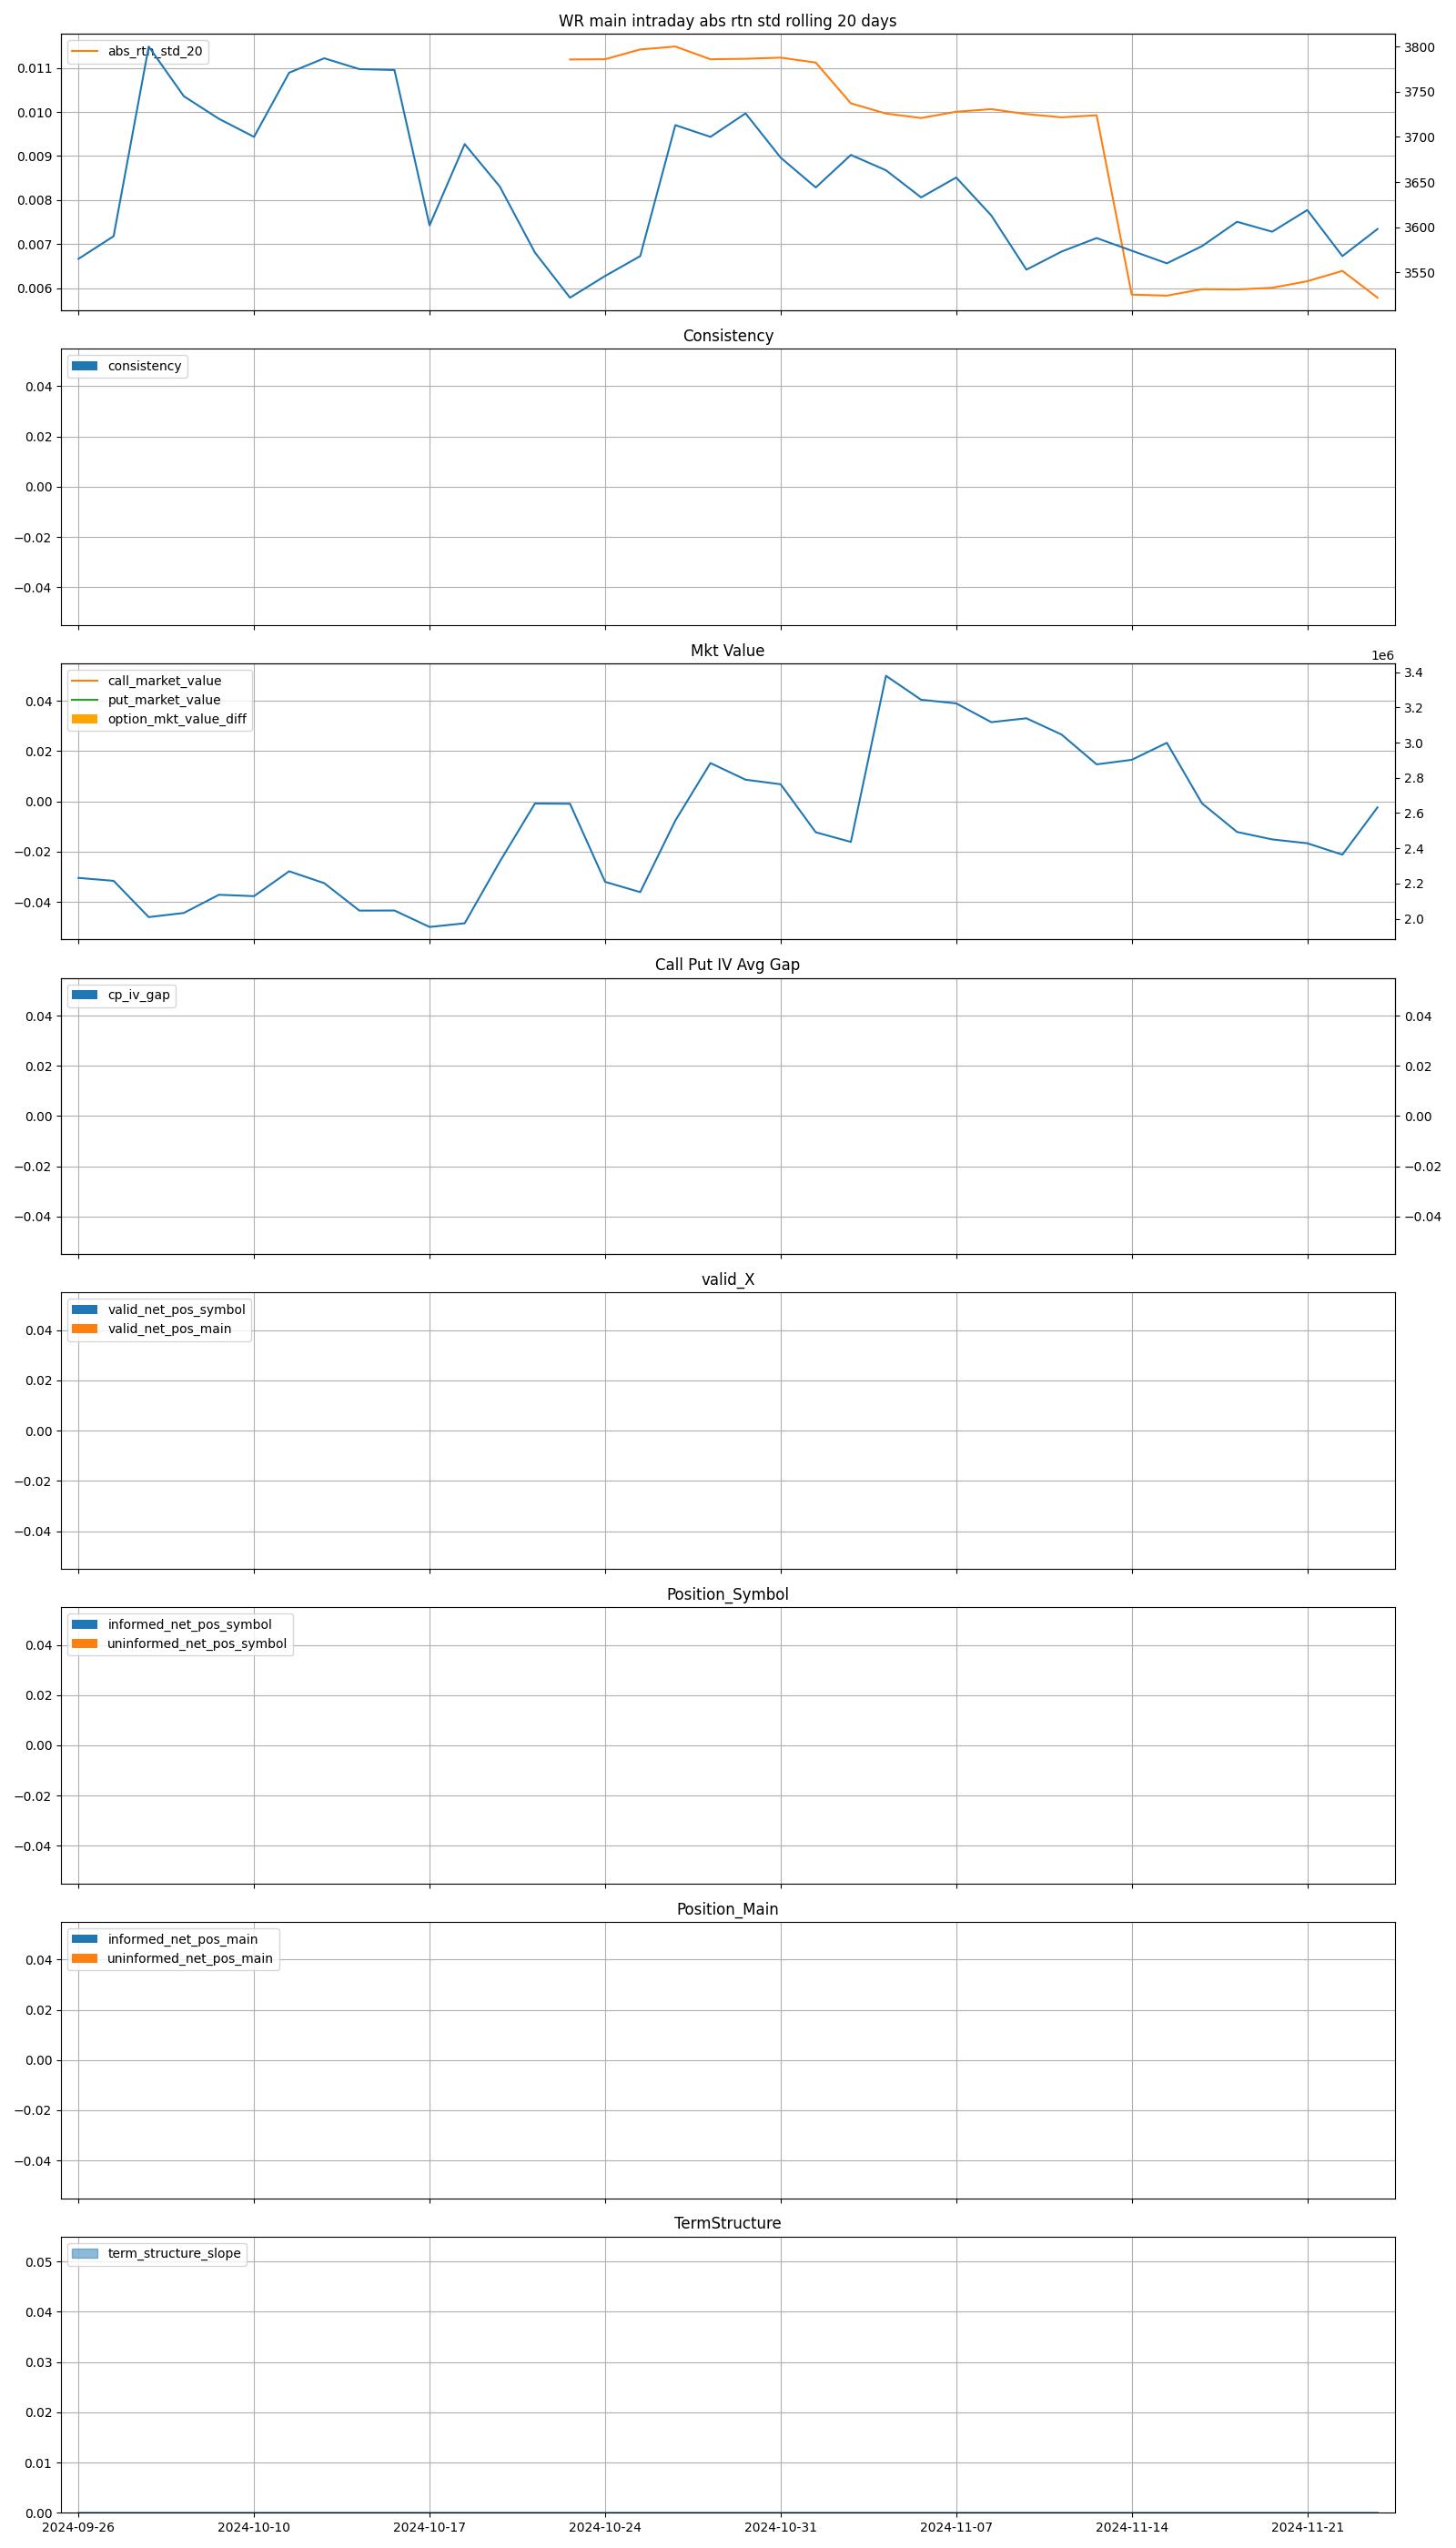 WR main intraday abs rtn std rolling 20 days
abs_rtn_std_20
0.011
0.010
0.009
0.008
0.007
0.006
3800
3750
3700
3650
3600
3550
Consistency
consistency
0.04
0.02
0.00
−0.02
−0.04
Mkt Value
1e6
call_market_value
put_market_value
option_mkt_value_diff
0.04
0.02
0.00
−0.02
−0.04
3.4
3.2
3.0
2.8
2.6
2.4
2.2
2.0
Call Put IV Avg Gap
cp_iv_gap
0.04
0.02
0.00
−0.02
−0.04
0.04
0.02
0.00
−0.02
−0.04
valid_X
valid_net_pos_symbol
valid_net_pos_main
0.04
0.02
0.00
−0.02
−0.04
Position_Symbol
informed_net_pos_symbol
uninformed_net_pos_symbol
0.04
0.02
0.00
−0.02
−0.04
Position_Main
informed_net_pos_main
uninformed_net_pos_main
0.04
0.02
0.00
−0.02
−0.04
TermStructure
term_structure_slope
0.05
0.04
0.03
0.02
0.01
0.00
2024-09-26 2024-10-10 2024-10-17 2024-10-24 2024-10-31 2024-11-07 2024-11-14 2024-11-21